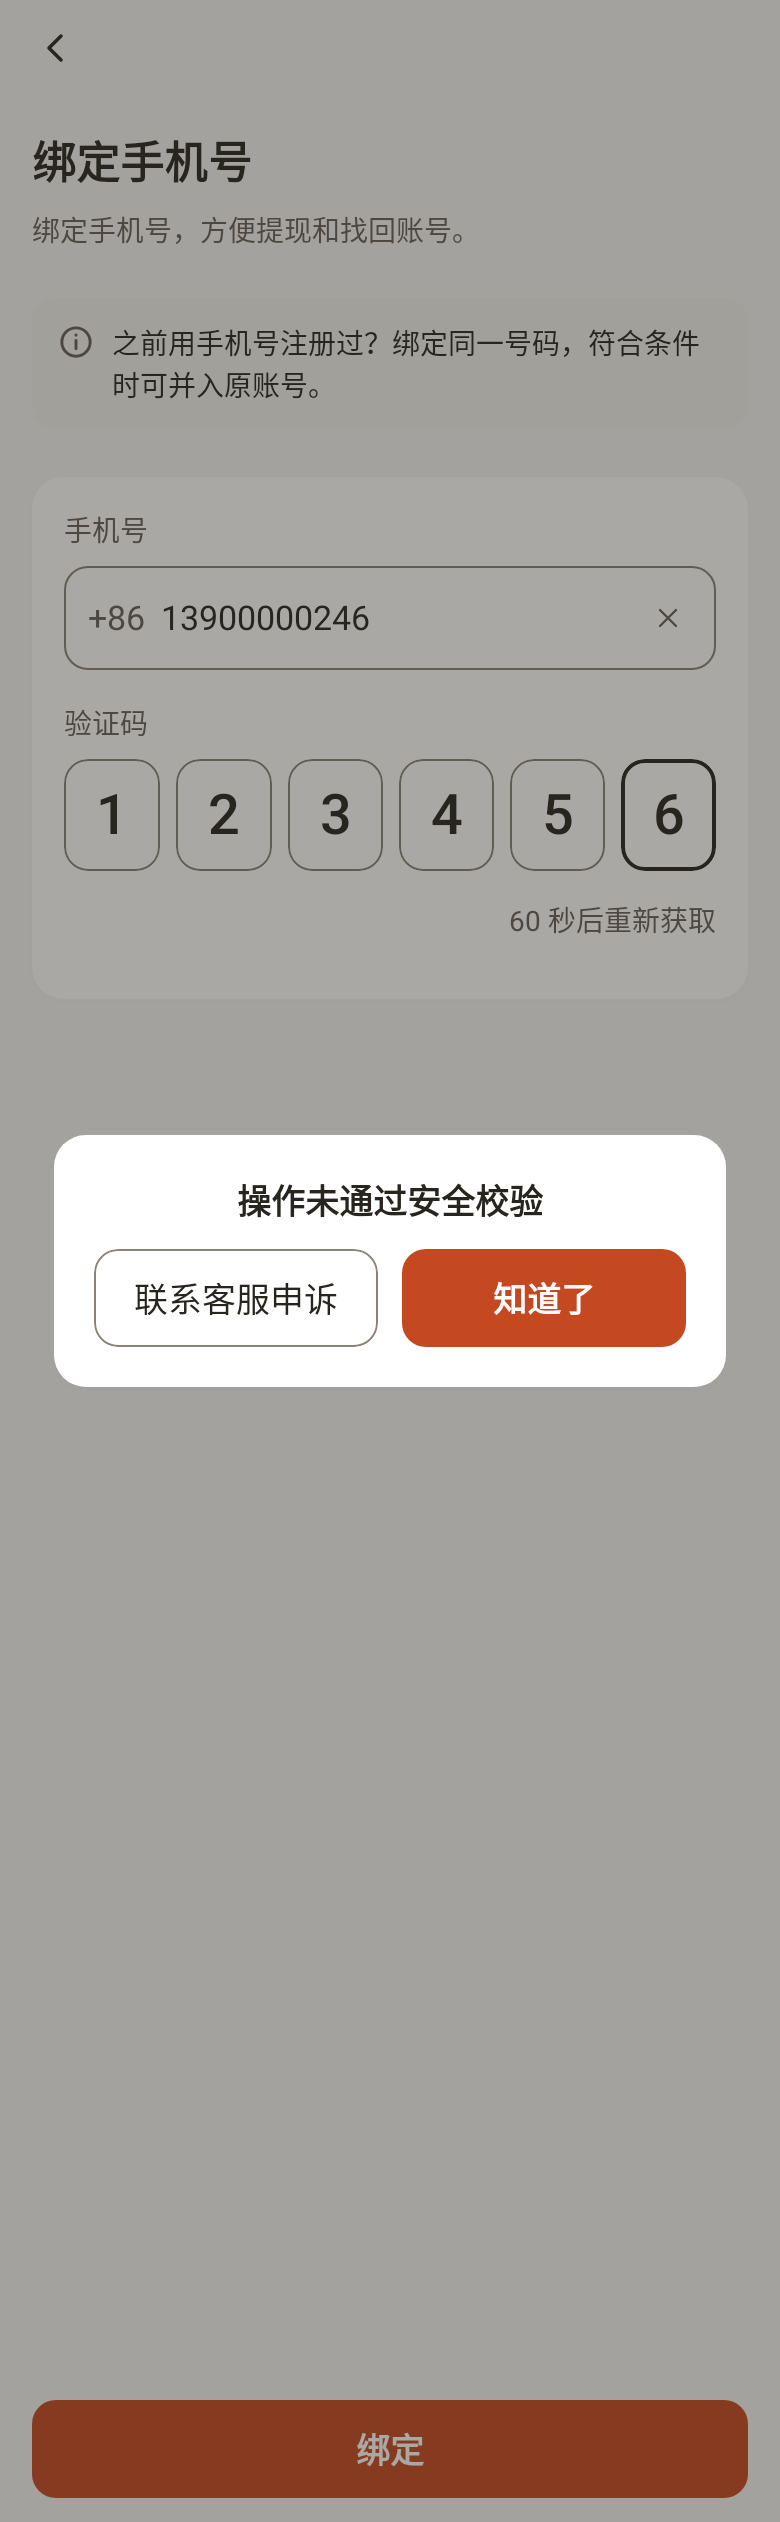 绑定手机号
绑定手机号，方便提现和找回账号。
之前用手机号注册过？绑定同一号码，符合条件
时可并入原账号。
手机号
+86 13900000246
验证码
1 2 3 4 5 6
60 秒后重新获取
操作未通过安全校验
联系客服申诉 知道了
绑定